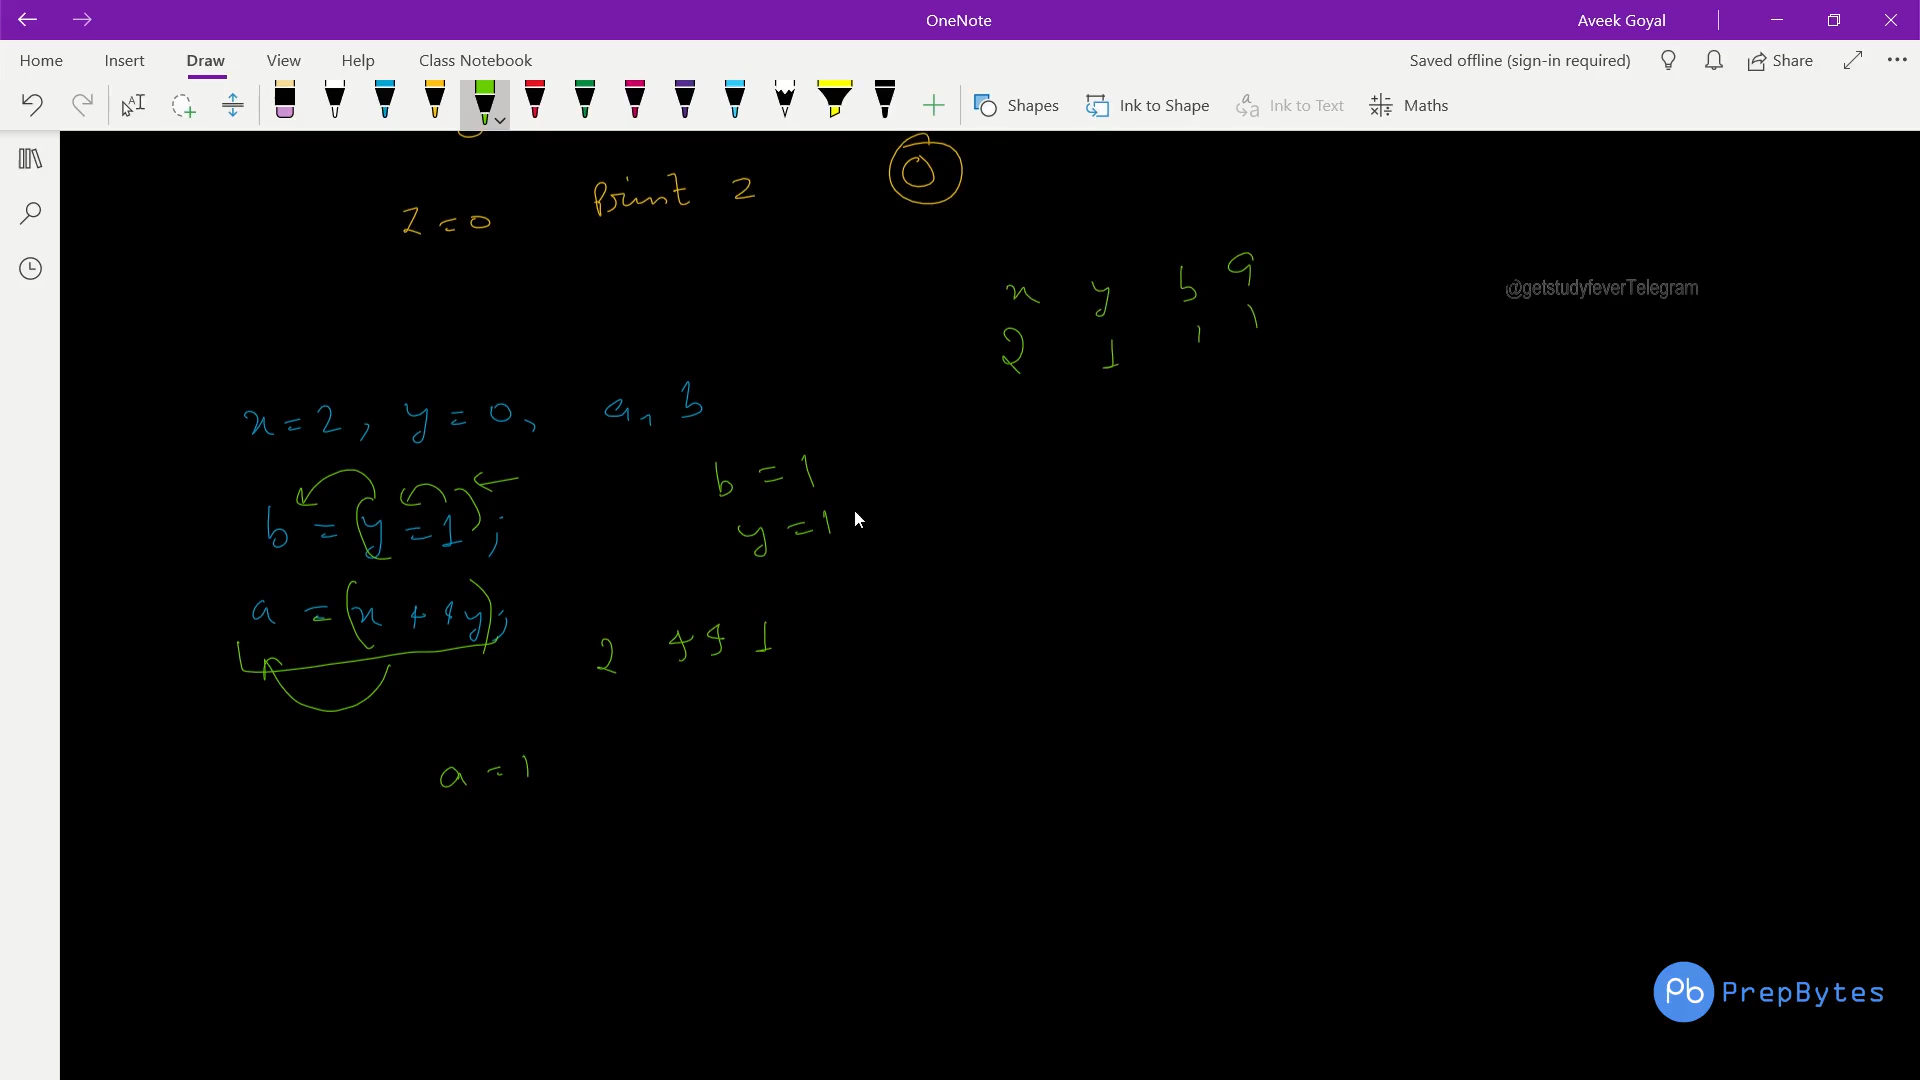 OneNote
Aveek Goyal
Home Insert Draw View Help Class Notebook
Saved offline (sign-in required) Share
Shapes Ink to Shape Ink to Text Maths
Print 2 0
z = 0
x y b a
2 1 1 1
@getstudyfeverTelegram
x = 2, y = 0, a, b
b = (y = 1);
b = 1
y = 1
a = (x && y);
2 && 1
a = 1
Pb PrepBytes